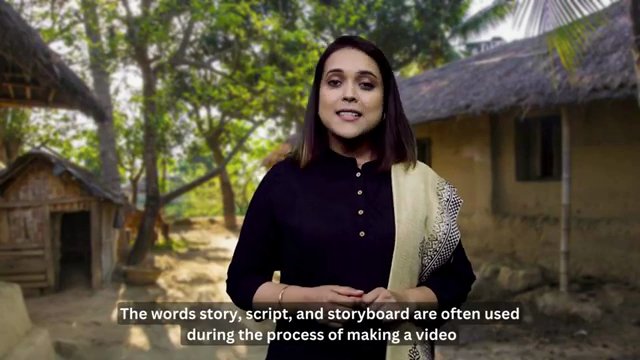 The words story, script, and storyboard are often used
during the process of making a video